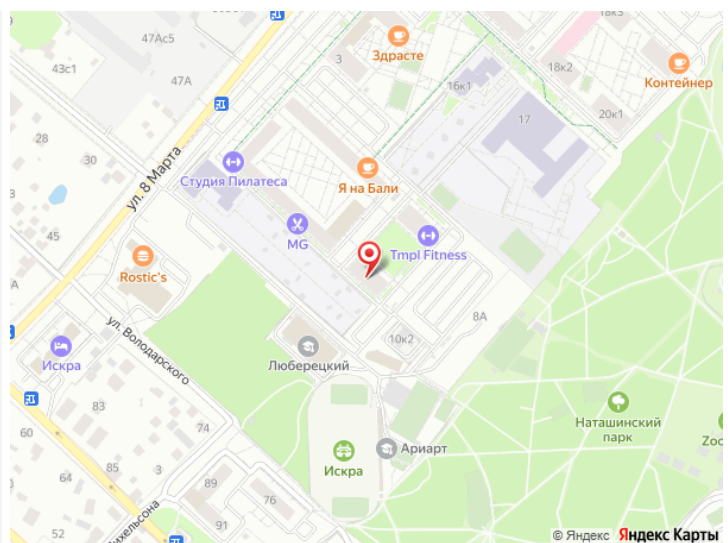 47Ас5
43с1
47А
3
Здрасте
18к3
18к2
Контейнер
16к1
20к1
17
28
30
ул. 8 Марта
Студия Пилатеса
Я на Бали
45
MG
Tmpl Fitness
Rostic's
8А
ул. Володарского
10к2
Искра
Люберецкий
83
60
74
Наташинский
парк
Zoo
Ариарт
Искра
85
3
89
76
52
58
91
© Яндекс Яндекс Карты